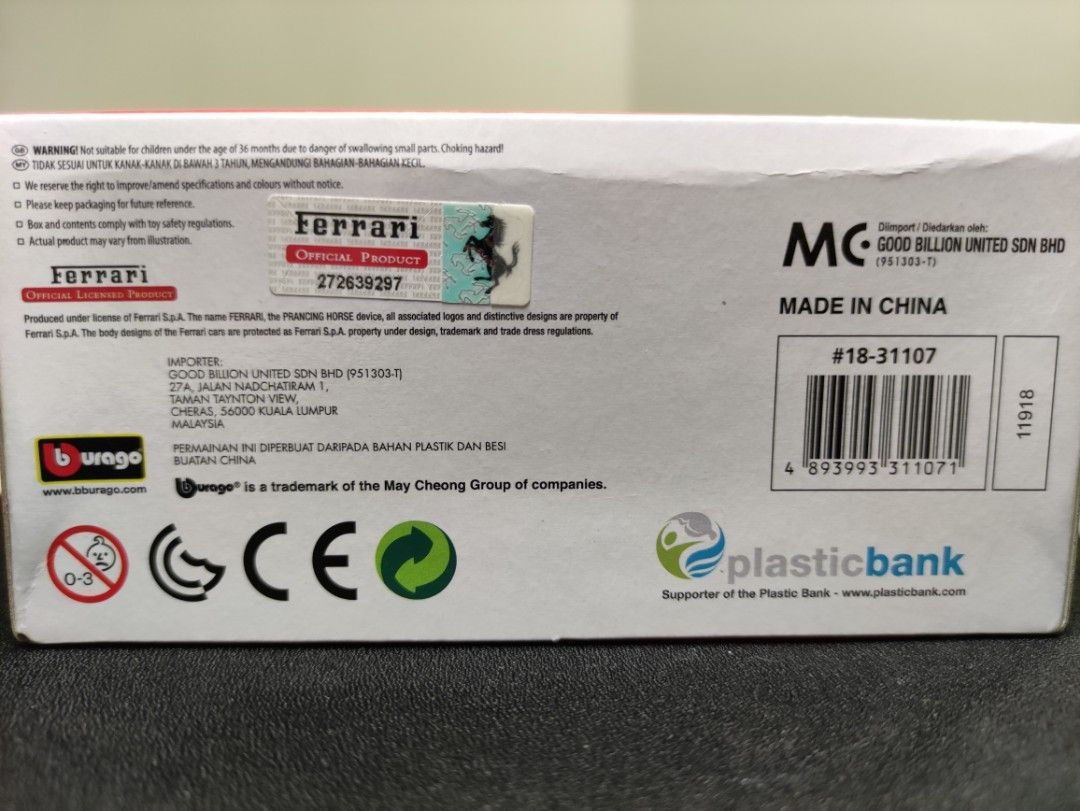 GB WARNING! Not suitable for children under the age of 36 months due to danger of swallowing small parts. Choking hazard!
MY TIDAK SESUAI UNTUK KANAK-KANAK DI BAWAH 3 TAHUN, MENGANDUNGI BAHAGIAN-BAHAGIAN KECIL.
We reserve the right to improve/amend specifications and colours without notice.
Please keep packaging for future reference.
Box and contents comply with toy safety regulations.
Actual product may vary from illustration.
Ferrari
OFFICIAL PRODUCT
272639297
Ferrari
OFFICIAL LICENSED PRODUCT
Produced under license of Ferrari S.p.A. The name FERRARI, the PRANCING HORSE device, all associated logos and distinctive designs are property of
Ferrari S.p.A. The body designs of the Ferrari cars are protected as Ferrari S.p.A. property under design, trademark and trade dress regulations.
IMPORTER:
GOOD BILLION UNITED SDN BHD (951303-T)
27A, JALAN NADCHATIRAM 1,
TAMAN TAYNTON VIEW,
CHERAS, 56000 KUALA LUMPUR
MALAYSIA
PERMAINAN INI DIPERBUAT DARIPADA BAHAN PLASTIK DAN BESI
BUATAN CHINA
bburago
www.bburago.com
bburago® is a trademark of the May Cheong Group of companies.
0-3
CE
MC
Diimport / Diedarkan oleh:
GOOD BILLION UNITED SDN BHD
(951303-T)
MADE IN CHINA
#18-31107
4 893993 311071
11918
plasticbank
Supporter of the Plastic Bank - www.plasticbank.com